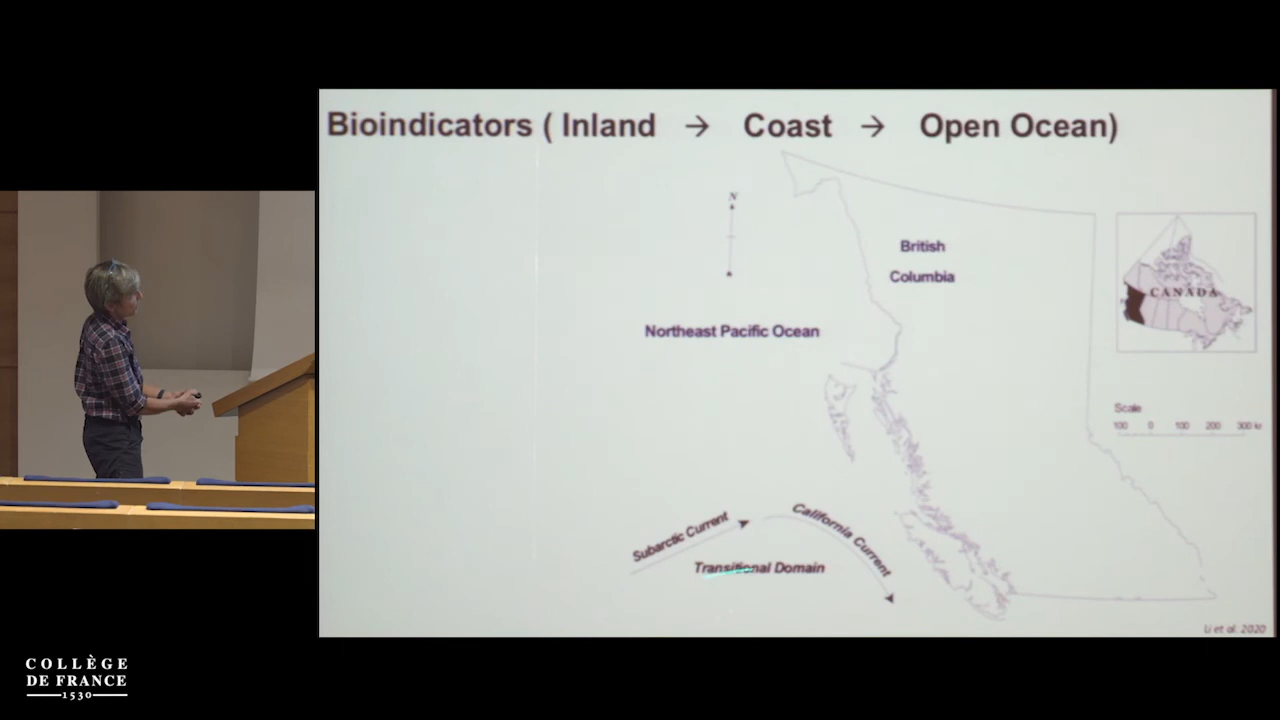 Bioindicators ( Inland → Coast → Open Ocean)
N
British
Columbia
CANADA
Northeast Pacific Ocean
Scale
100 0 100 200 300
Subarctic Current
California Current
Transitional Domain
Li et al. 2020
COLLÈGE
DE FRANCE
1530